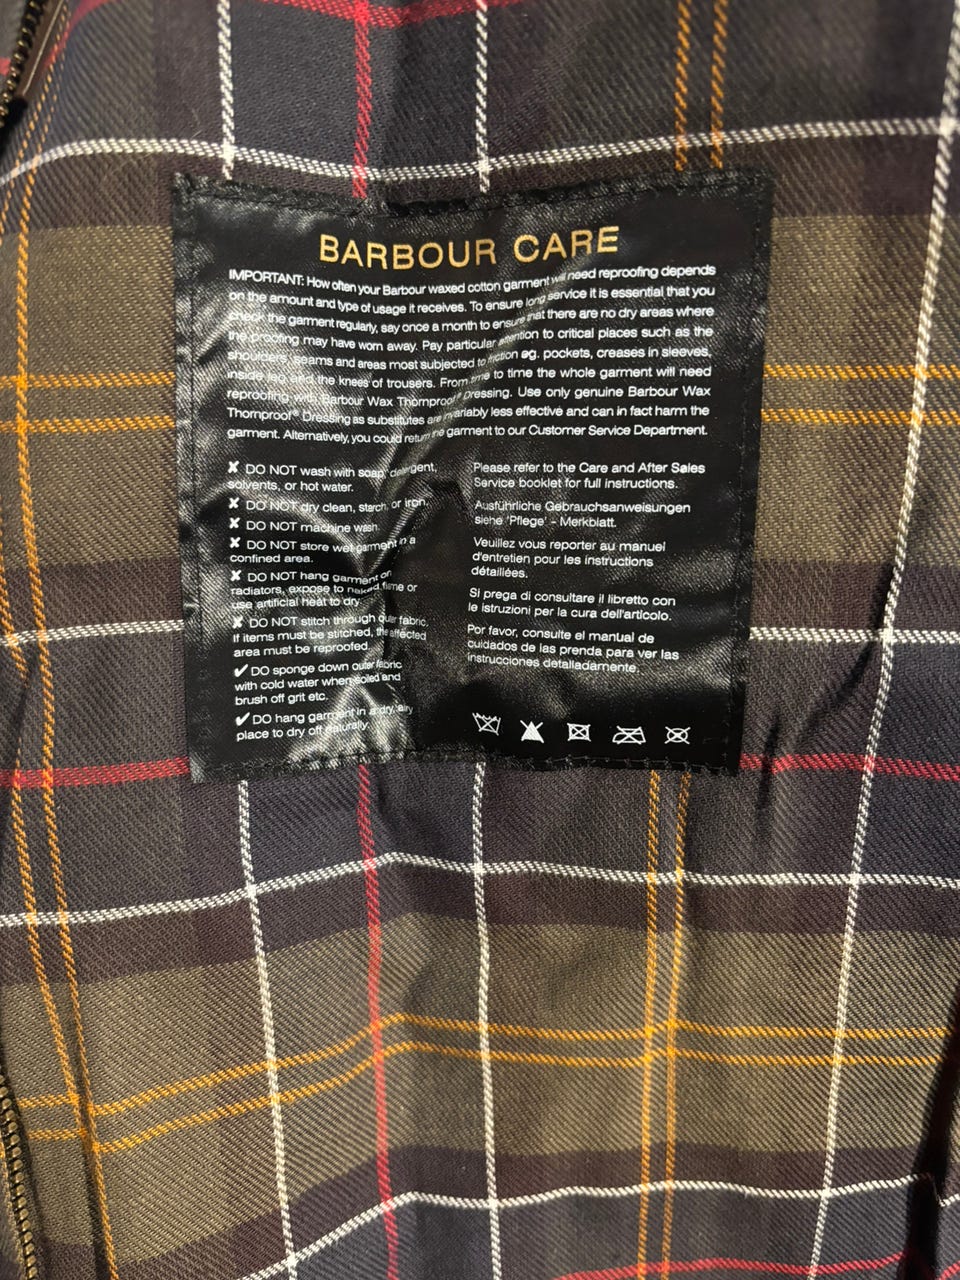 BARBOUR CARE
IMPORTANT: How often your Barbour waxed cotton garment will need reproofing depends
on the amount and type of usage it receives. To ensure long service it is essential that you
check the garment regularly, say once a month to ensure that there are no dry areas where
the proofing may have worn away. Pay particular attention to critical places such as the
shoulders, seams and areas most subjected to friction eg. pockets, creases in sleeves,
inside leg and the knees of trousers. From time to time the whole garment will need
reproofing with Barbour Wax Thornproof® Dressing. Use only genuine Barbour Wax
Thornproof® Dressing as substitutes are invariably less effective and can in fact harm the
garment. Alternatively, you could return the garment to our Customer Service Department.
✘ DO NOT wash with soap, detergent,
solvents, or hot water.
✘ DO NOT dry clean, starch, or iron.
✘ DO NOT machine wash
✘ DO NOT store wet garment in a
confined area.
✘ DO NOT hang garment on
radiators, expose to naked flame or
use artificial heat to dry.
✘ DO NOT stitch through outer fabric.
If items must be stitched, the affected
area must be reproofed.
✔ DO sponge down outer fabric
with cold water when soiled and
brush off grit etc.
✔ DO hang garment in a dry, airy
place to dry off naturally.
Please refer to the Care and After Sales
Service booklet for full instructions.
Ausführliche Gebrauchsanweisungen
siehe 'Pflege' - Merkblatt.
Veuillez vous reporter au manuel
d'entretien pour les instructions
détaillées.
Si prega di consultare il libretto con
le istruzioni per la cura dell'articolo.
Por favor, consulte el manual de
cuidados de las prenda para ver las
instrucciones detalladamente.